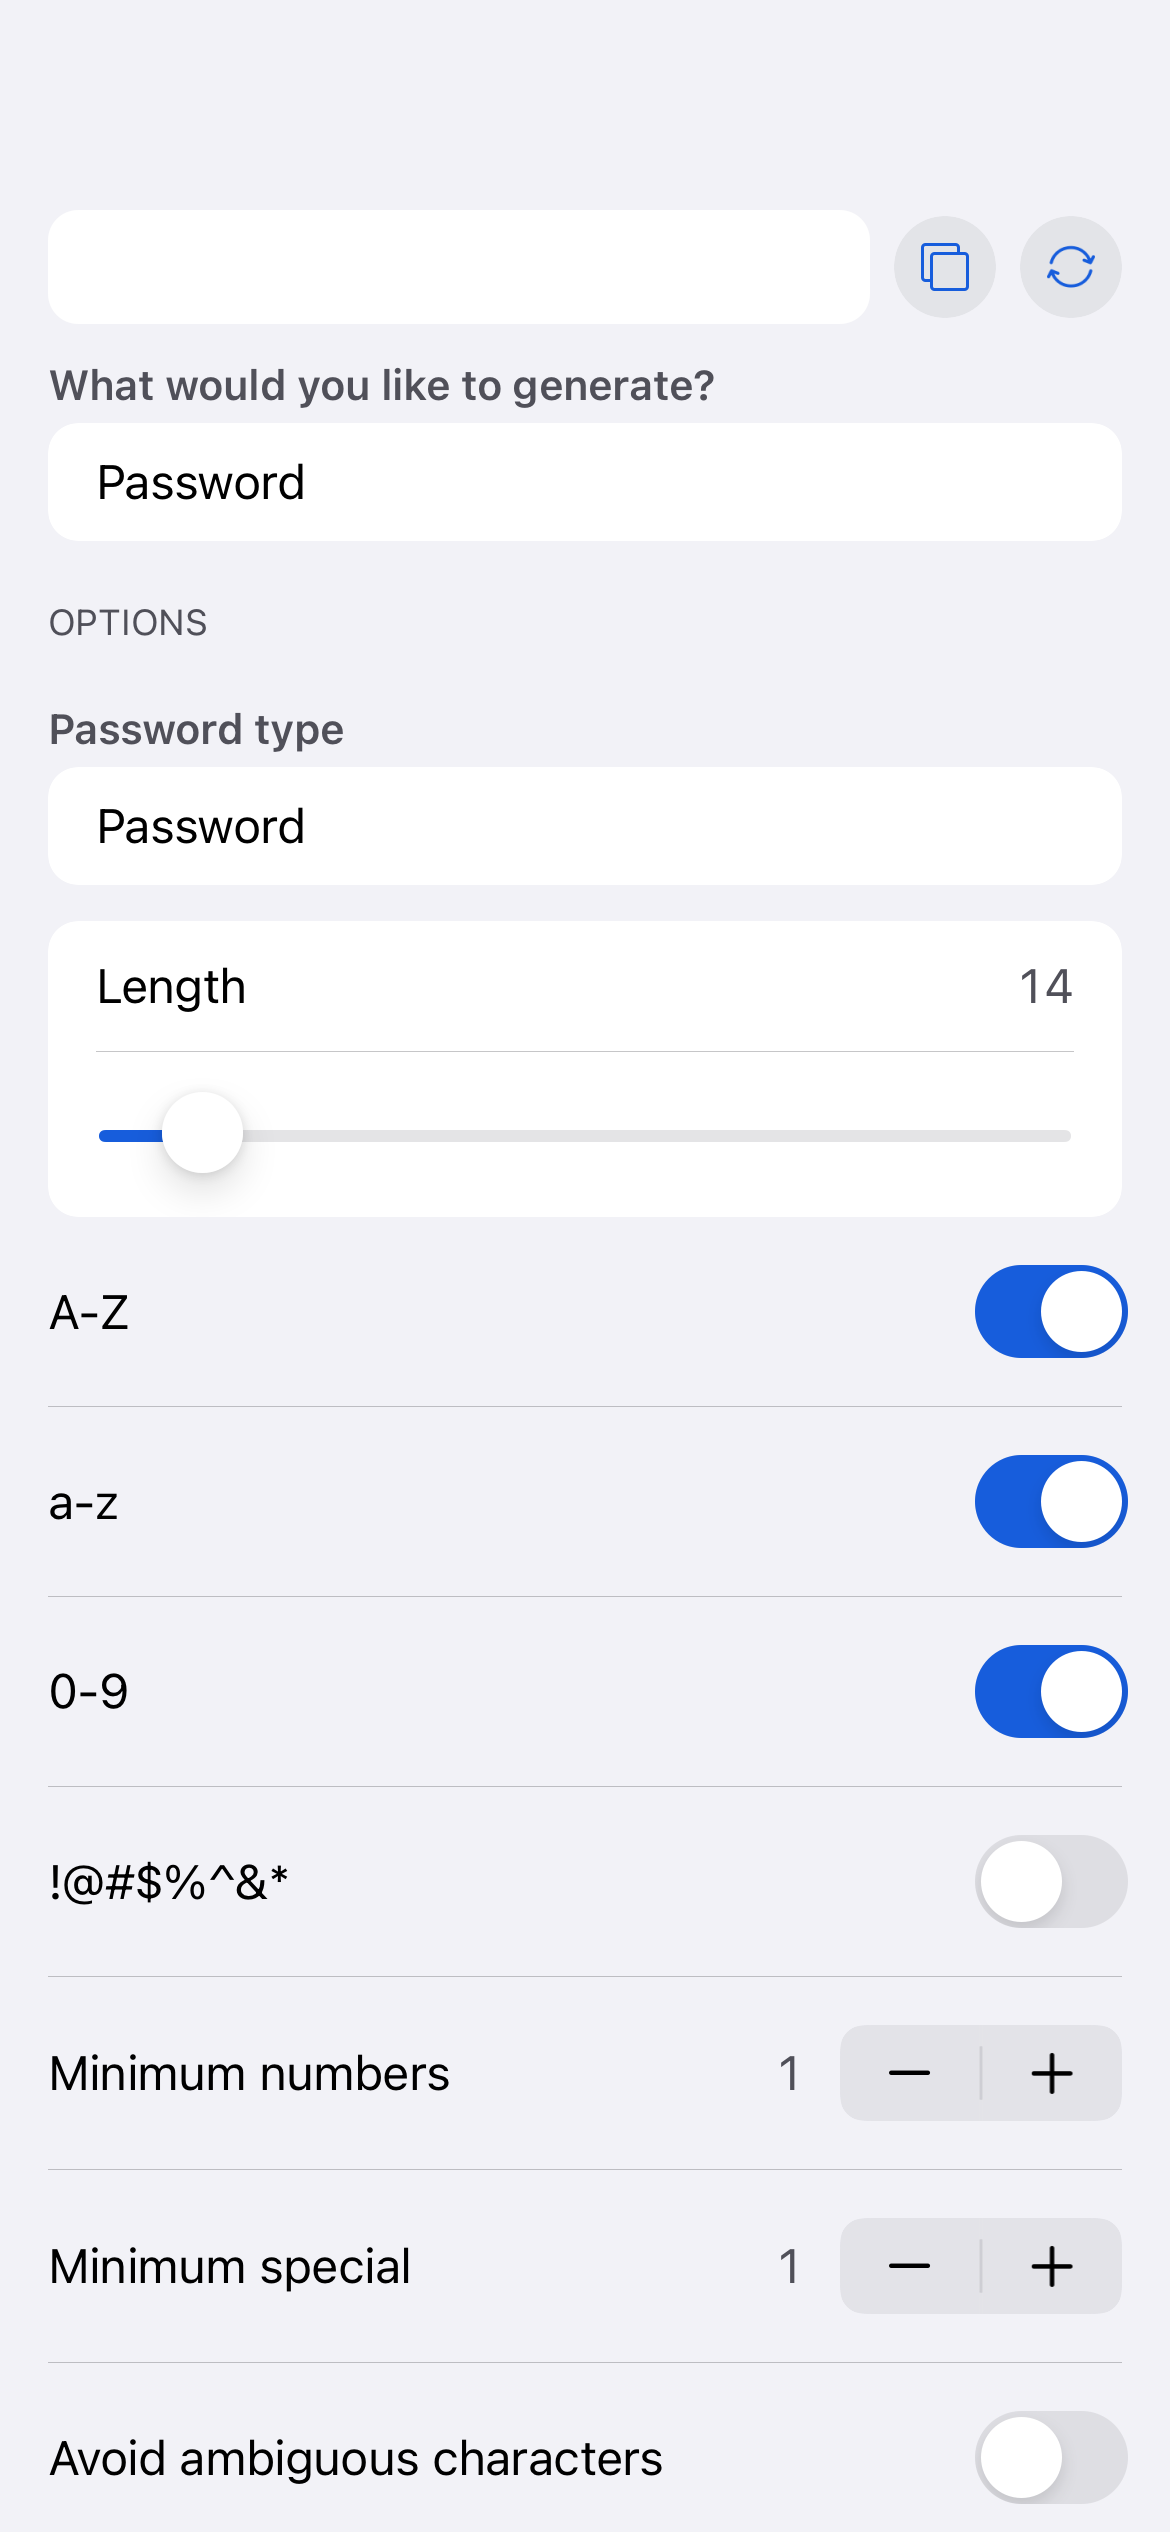 What would you like to generate?
Password
OPTIONS
Password type
Password
Length 14
A-Z
a-z
0-9
!@#$%^&*
Minimum numbers 1
Minimum special 1
Avoid ambiguous characters